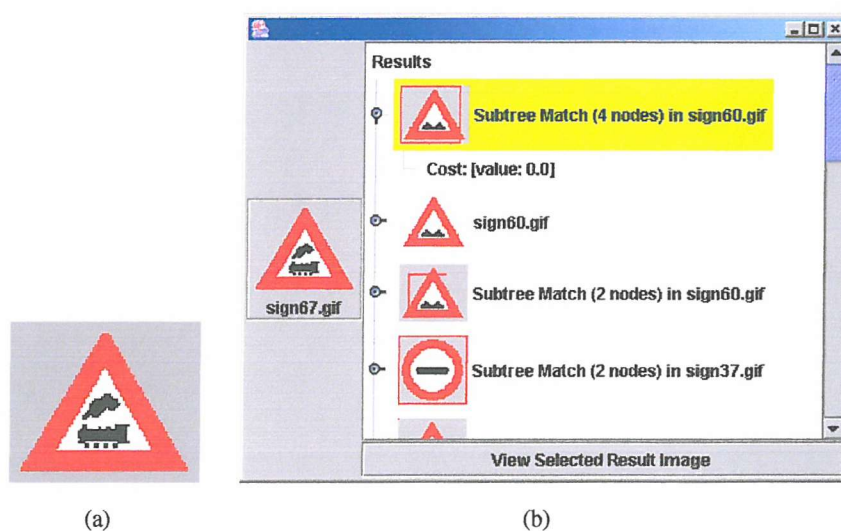 Results
Subtree Match (4 nodes) in sign60.gif
Cost: [value: 0.0]
sign60.gif
sign67.gif
Subtree Match (2 nodes) in sign60.gif
Subtree Match (2 nodes) in sign37.gif
View Selected Result Image
(a)
(b)